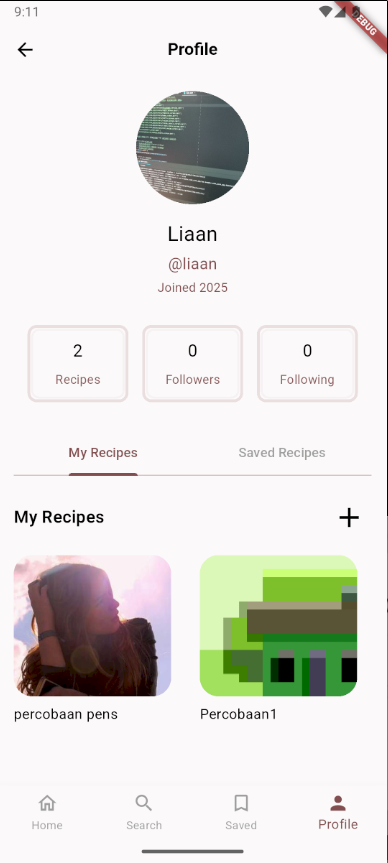 9:11
DEBUG
Profile
Liaan
@liaan
Joined 2025
2
Recipes
0
Followers
0
Following
My Recipes
Saved Recipes
My Recipes
percobaan pens
Percobaan1
Home
Search
Saved
Profile